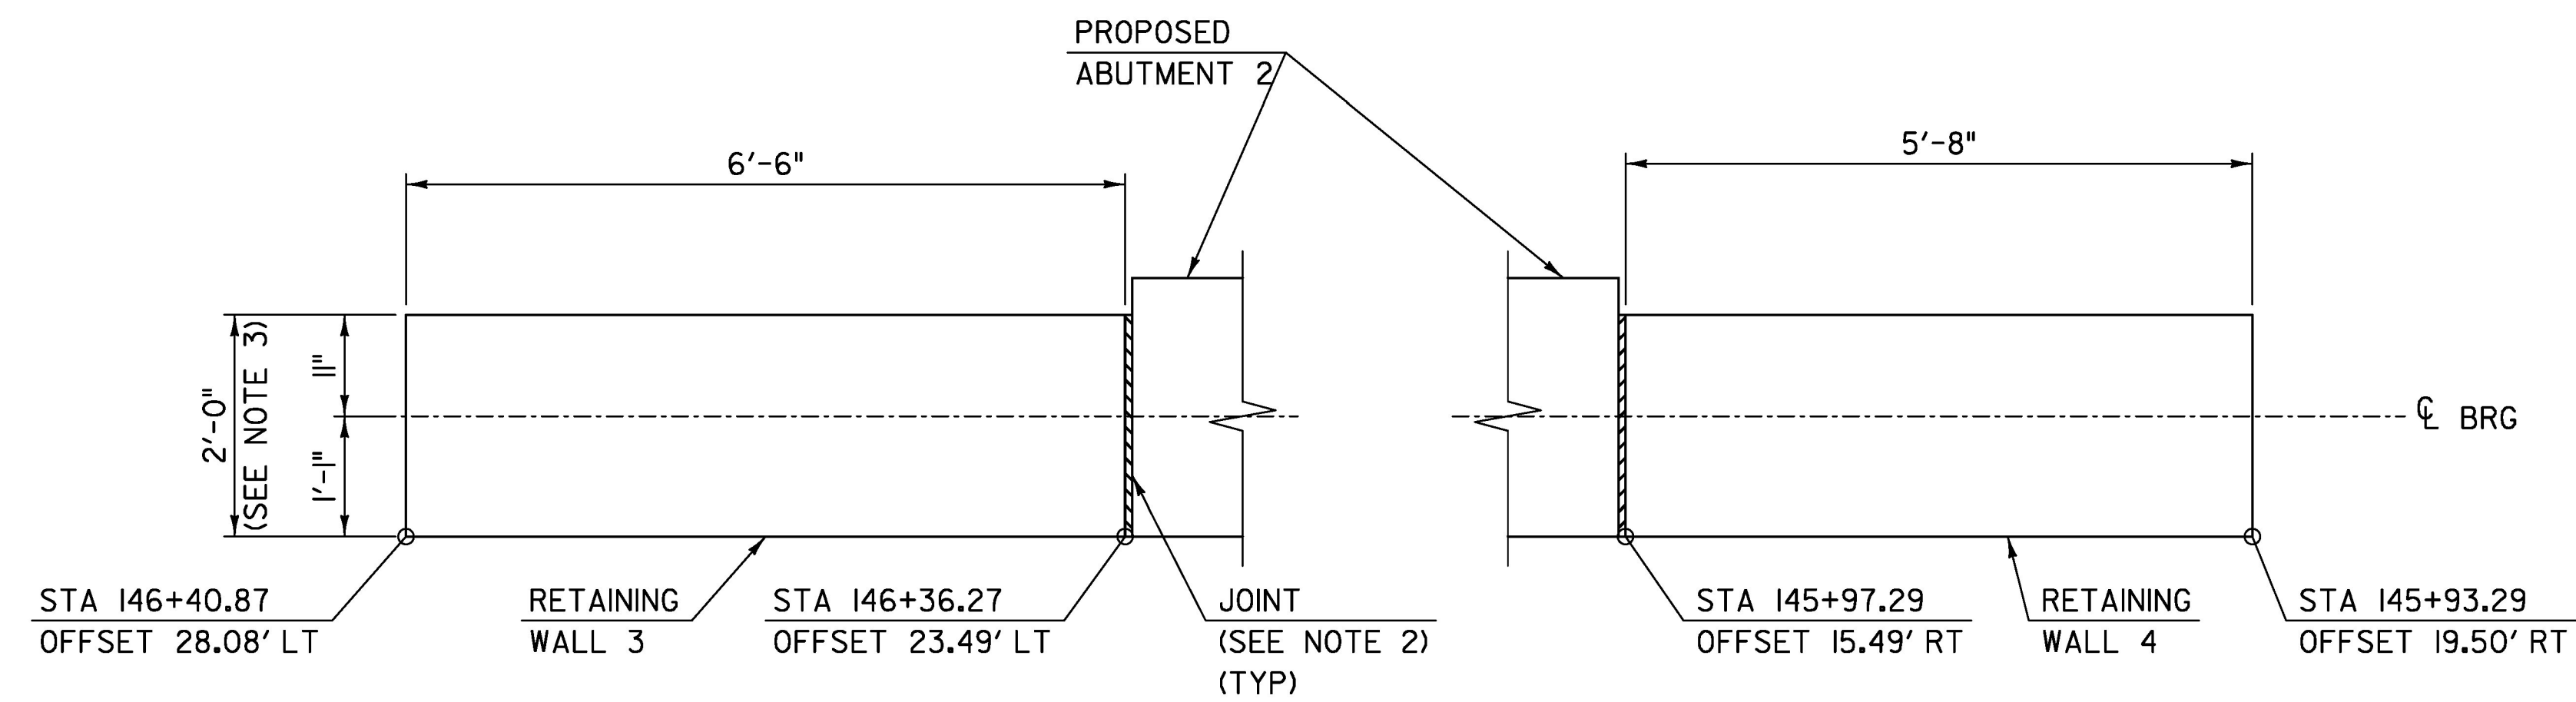 PROPOSED
ABUTMENT 2
6'-6"
5'-8"
2'-0"
(SEE NOTE 3)
11"
1'-1"
℄ BRG
STA 146+40.87
OFFSET 28.08' LT
RETAINING
WALL 3
STA 146+36.27
OFFSET 23.49' LT
JOINT
(SEE NOTE 2)
(TYP)
STA 145+97.29
OFFSET 15.49' RT
RETAINING
WALL 4
STA 145+93.29
OFFSET 19.50' RT